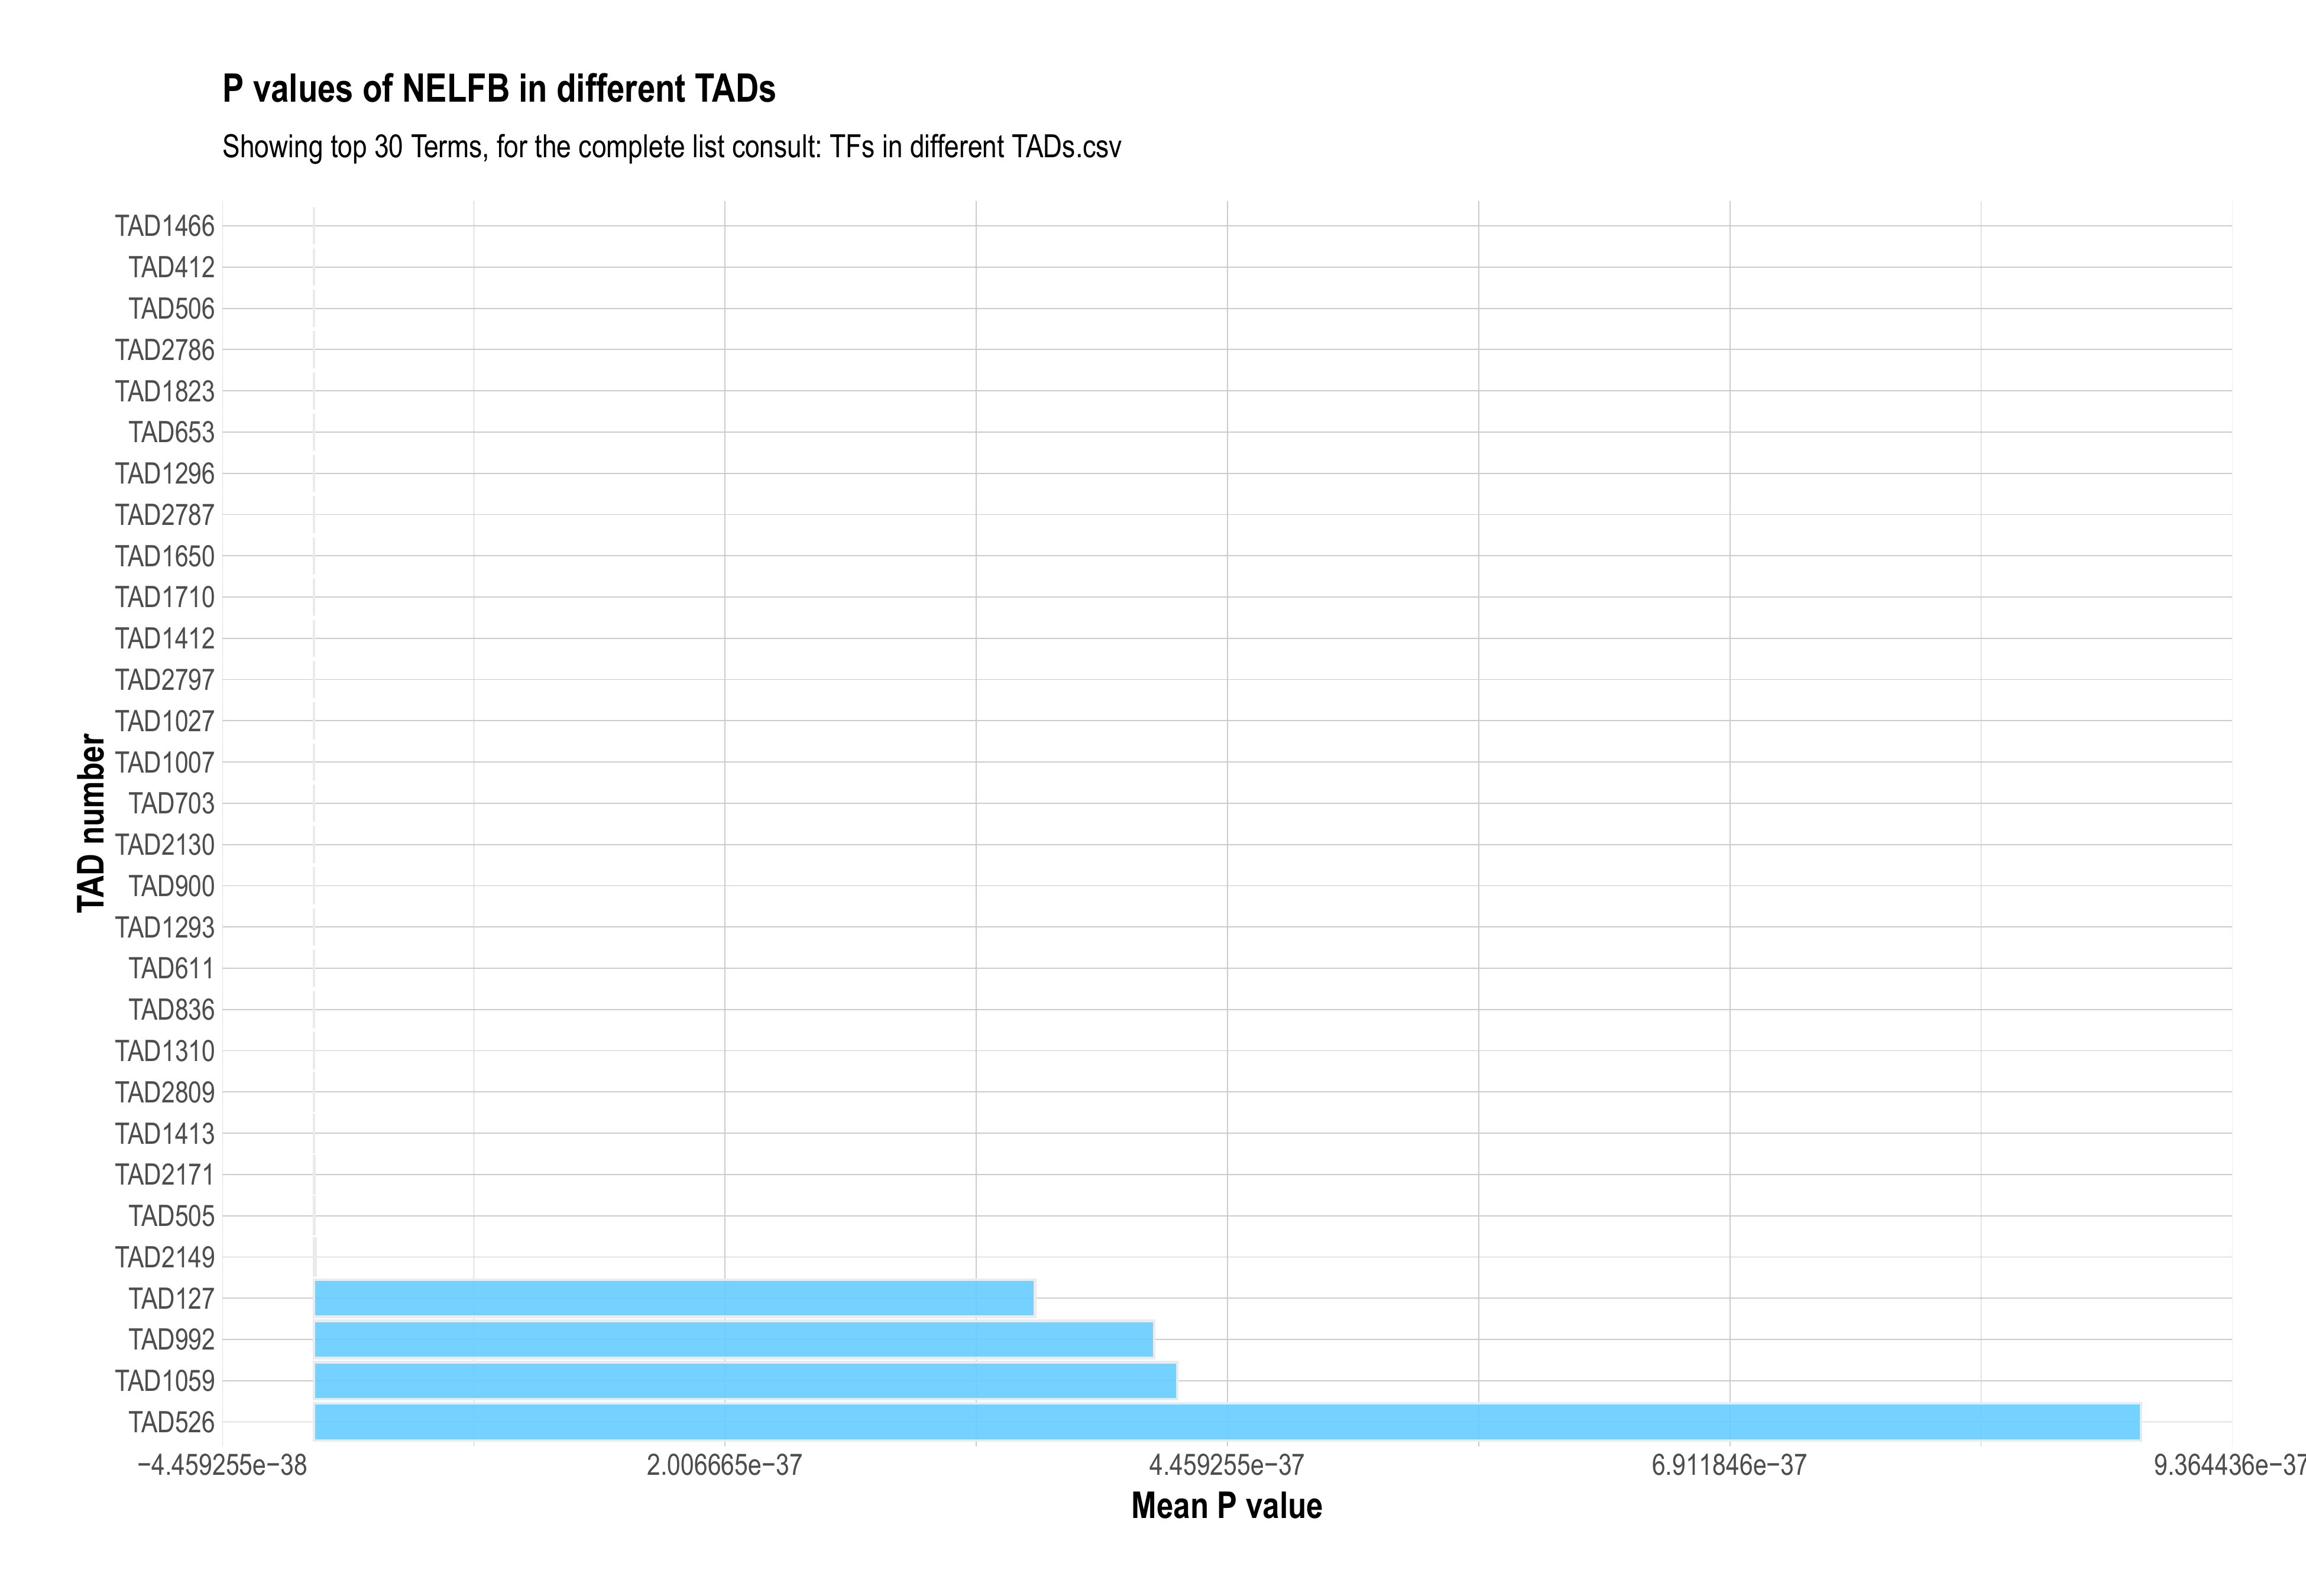 P values of NELFB in different TADs
Showing top 30 Terms, for the complete list consult: TFs in different TADs.csv
TAD1466
TAD412
TAD506
TAD2786
TAD1823
TAD653
TAD1296
TAD2787
TAD1650
TAD1710
TAD1412
TAD2797
TAD1027
TAD1007
TAD703
TAD2130
TAD900
TAD1293
TAD611
TAD836
TAD1310
TAD2809
TAD1413
TAD2171
TAD505
TAD2149
TAD127
TAD992
TAD1059
TAD526
TAD number
−4.459255e−38 2.006665e−37 4.459255e−37 6.911846e−37 9.364436e−37
Mean P value